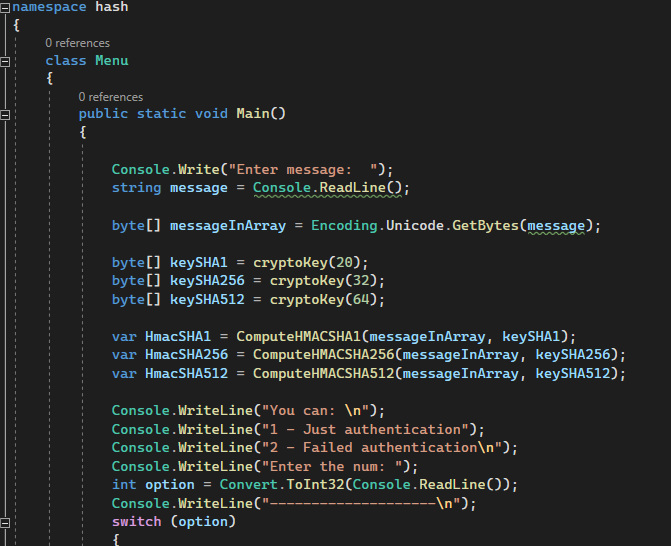 namespace hash
{
0 references
class Menu
{
0 references
public static void Main()
{
Console.Write("Enter message:  ");
string message = Console.ReadLine();
byte[] messageInArray = Encoding.Unicode.GetBytes(message);
byte[] keySHA1 = cryptoKey(20);
byte[] keySHA256 = cryptoKey(32);
byte[] keySHA512 = cryptoKey(64);
var HmacSHA1 = ComputeHMACSHA1(messageInArray, keySHA1);
var HmacSHA256 = ComputeHMACSHA256(messageInArray, keySHA256);
var HmacSHA512 = ComputeHMACSHA512(messageInArray, keySHA512);
Console.WriteLine("You can: \n");
Console.WriteLine("1 - Just authentication");
Console.WriteLine("2 - Failed authentication\n");
Console.WriteLine("Enter the num: ");
int option = Convert.ToInt32(Console.ReadLine());
Console.WriteLine("--------------------\n");
switch (option)
{